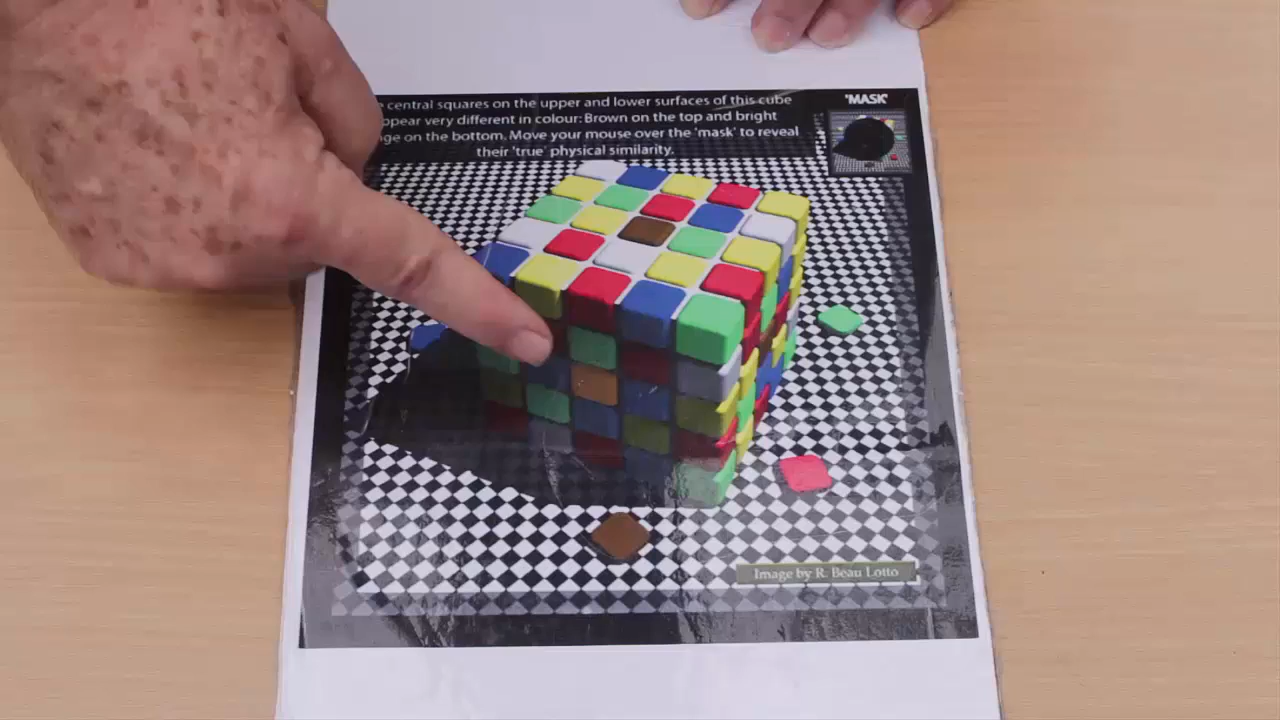 central squares on the upper and lower surfaces of this cube
very different in colour: Brown on the top and bright
on the bottom. Move your mouse over the 'mask' to reveal
their 'true' physical similarity.
'MASK'
Image by R. Beau Lotto